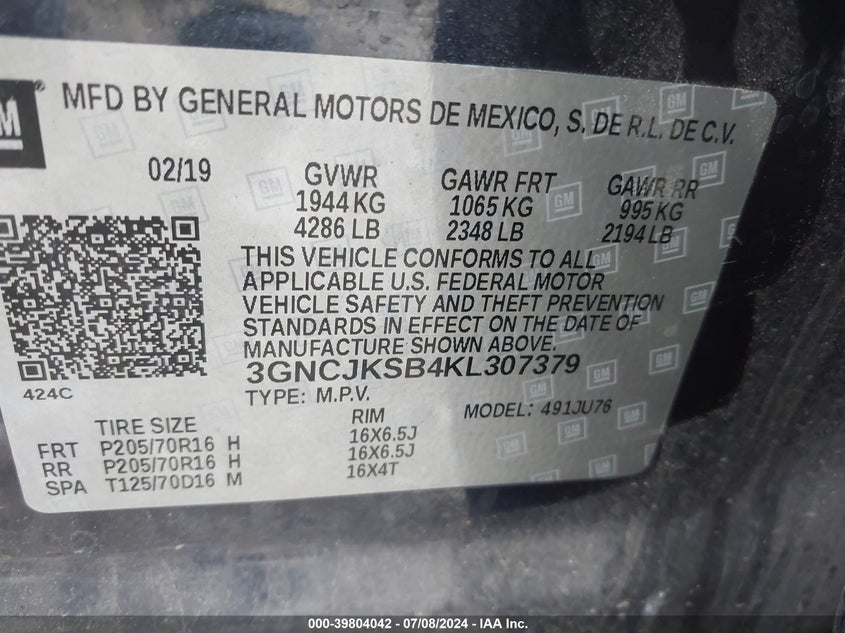 GM
MFD BY GENERAL MOTORS DE MEXICO, S. DE R.L. DE C.V.
02/19 GVWR GAWR FRT GAWR RR
1944 KG 1065 KG 995 KG
4286 LB 2348 LB 2194 LB
THIS VEHICLE CONFORMS TO ALL
APPLICABLE U.S. FEDERAL MOTOR
VEHICLE SAFETY AND THEFT PREVENTION
STANDARDS IN EFFECT ON THE DATE OF
MANUFACTURE SHOWN ABOVE.
3GNCJKSB4KL307379
424C
TYPE: M.P.V. MODEL: 491JU76
TIRE SIZE RIM
FRT P205/70R16 H 16X6.5J
RR P205/70R16 H 16X6.5J
SPA T125/70D16 M 16X4T
000-39804042 - 07/08/2024 - IAA Inc.